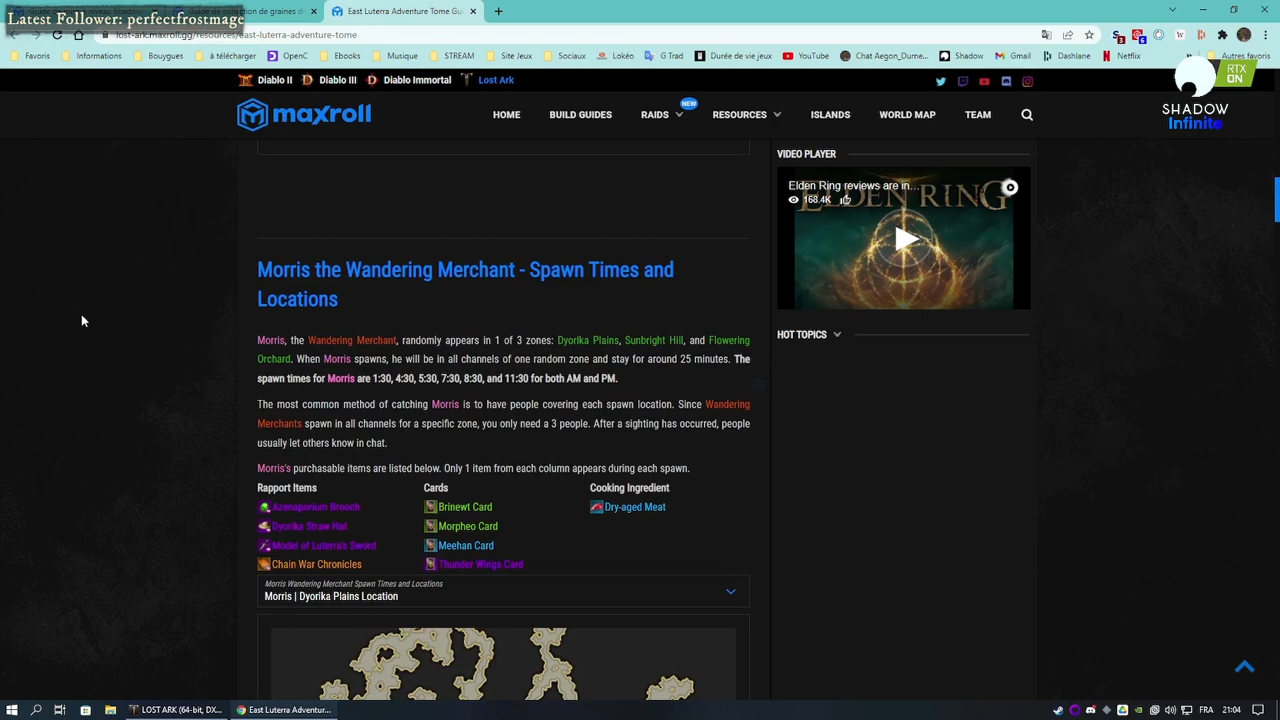 Latest Follower: perfectfrostmage
Guide de collection de graines d
East Luterra Adventure Tome Gu
lost-ark.maxroll.gg/resources/east-luterra-adventure-tome
Favoris Informations Bouygues à télécharger OpenC Ebooks Musique STREAM Site Jeux Sociaux Lokéo G Trad Durée de vie jeux YouTube Chat Aegon_Dume... Shadow Gmail Dashlane Netflix Autres favoris
Diablo II Diablo III Diablo Immortal Lost Ark
RTX
ON
SHADOW
Infinite
maxroll
HOME BUILD GUIDES RAIDS NEW RESOURCES ISLANDS WORLD MAP TEAM
VIDEO PLAYER
Elden Ring reviews are in...
168.4K
ELDEN RING
HOT TOPICS
Morris the Wandering Merchant - Spawn Times and
Locations
Morris, the Wandering Merchant, randomly appears in 1 of 3 zones: Dyorika Plains, Sunbright Hill, and Flowering
Orchard. When Morris spawns, he will be in all channels of one random zone and stay for around 25 minutes. The
spawn times for Morris are 1:30, 4:30, 5:30, 7:30, 8:30, and 11:30 for both AM and PM.
The most common method of catching Morris is to have people covering each spawn location. Since Wandering
Merchants spawn in all channels for a specific zone, you only need a 3 people. After a sighting has occurred, people
usually let others know in chat.
Morris's purchasable items are listed below. Only 1 item from each column appears during each spawn.
Rapport Items Cards Cooking Ingredient
Azenaporium Brooch Brinewt Card Dry-aged Meat
Dyorika Straw Hat Morpheo Card
Model of Luterra's Sword Meehan Card
Chain War Chronicles Thunder Wings Card
Morris Wandering Merchant Spawn Times and Locations
Morris | Dyorika Plains Location
LOST ARK (64-bit, DX... East Luterra Adventur... FRA 21:04